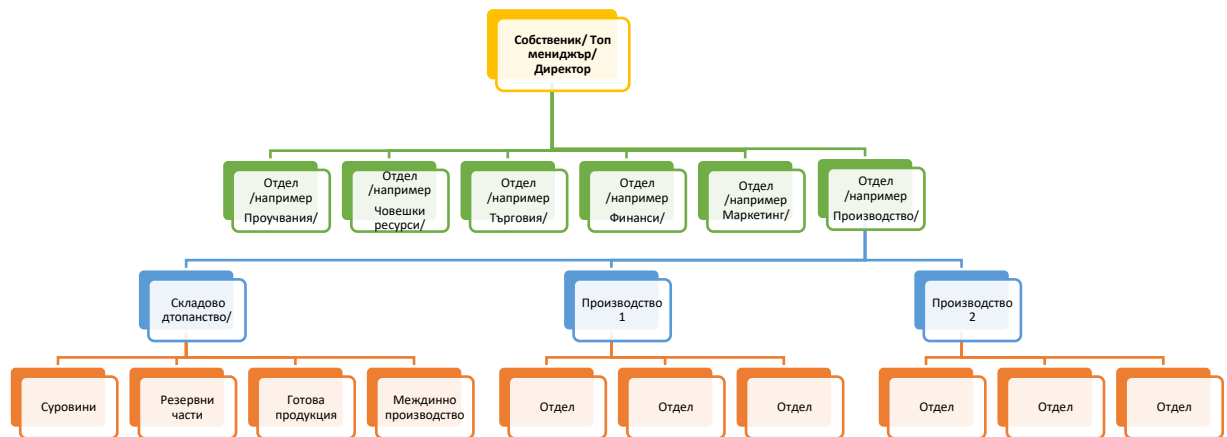 Собственик/ Топ
мениджър/
Директор
Отдел
/например
Проучвания/
Отдел
/например
Човешки
ресурси/
Отдел
/например
Търговия/
Отдел
/например
Финанси/
Отдел
/например
Маркетинг/
Отдел
/например
Производство/
Складово
дтопанство/
Производство
1
Производство
2
Суровини
Резервни
части
Готова
продукция
Междинно
производство
Отдел
Отдел
Отдел
Отдел
Отдел
Отдел